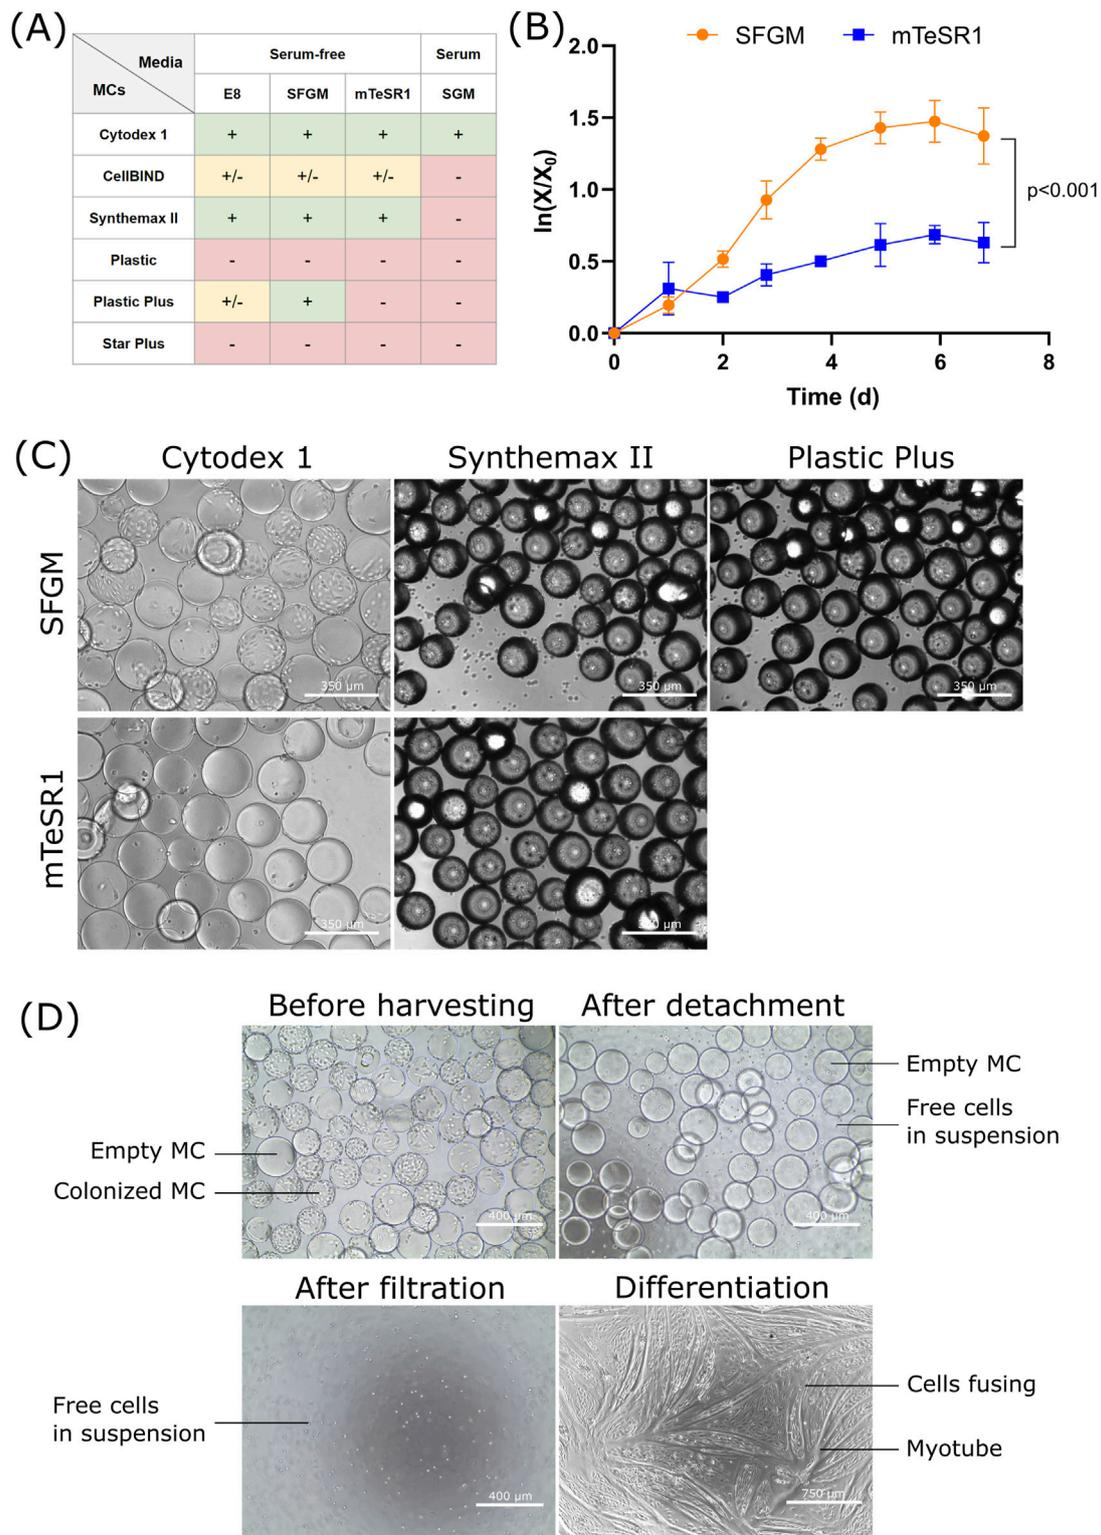 (A)
Media
MCs
Serum-free
Serum
E8
SFGM
mTeSR1
SGM
Cytodex 1
+
+
+
+
CellBIND
+/-
+/-
+/-
-
Synthemax II
+
+
+
-
Plastic
-
-
-
-
Plastic Plus
+/-
+
-
-
Star Plus
-
-
-
-
(B)
SFGM
mTeSR1
2.0
1.5
1.0
0.5
0.0
ln(X/X₀)
p<0.001
0
2
4
6
8
Time (d)
(C)
Cytodex 1
Synthemax II
Plastic Plus
SFGM
350 µm
350 µm
350 µm
mTeSR1
350 µm
(D)
Before harvesting
After detachment
Empty MC
Colonized MC
400 µm
Empty MC
Free cells
in suspension
400 µm
After filtration
Differentiation
Free cells
in suspension
400 µm
Cells fusing
Myotube
750 µm